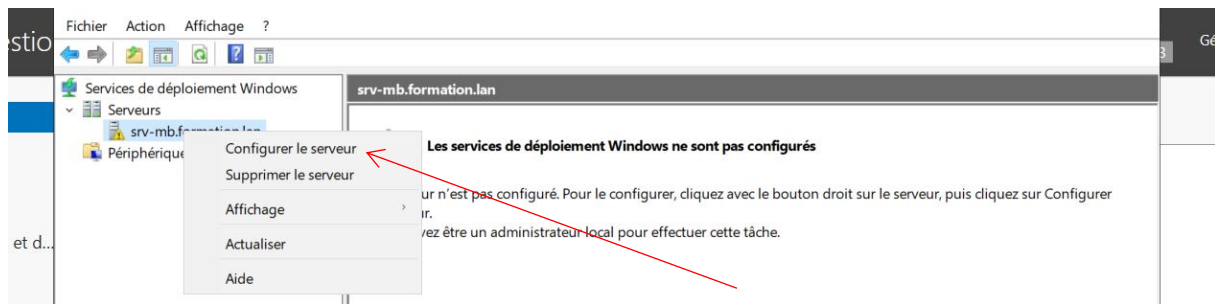 Fichier Action Affichage ?
estio
Gé
3
Services de déploiement Windows
srv-mb.formation.lan
Serveurs
srv-mb.formation.lan
Périphérique
Configurer le serveur
Les services de déploiement Windows ne sont pas configurés
Supprimer le serveur
ur n'est pas configuré. Pour le configurer, cliquez avec le bouton droit sur le serveur, puis cliquez sur Configurer
Affichage
ur.
vez être un administrateur local pour effectuer cette tâche.
et d...
Actualiser
Aide